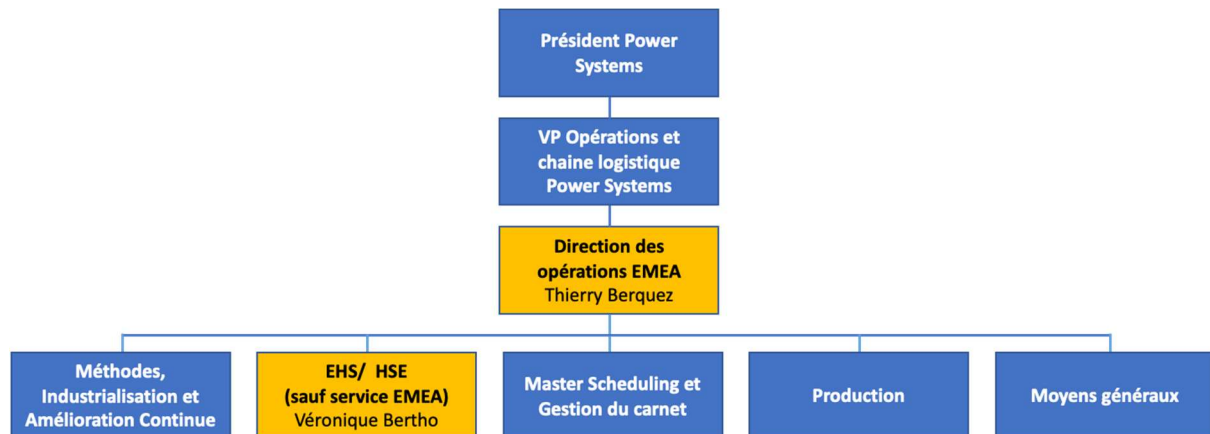 Président Power
Systems
VP Opérations et
chaine logistique
Power Systems
Direction des
opérations EMEA
Thierry Berquez
Méthodes,
Industrialisation et
Amélioration Continue
EHS/ HSE
(sauf service EMEA)
Véronique Bertho
Master Scheduling et
Gestion du carnet
Production
Moyens généraux